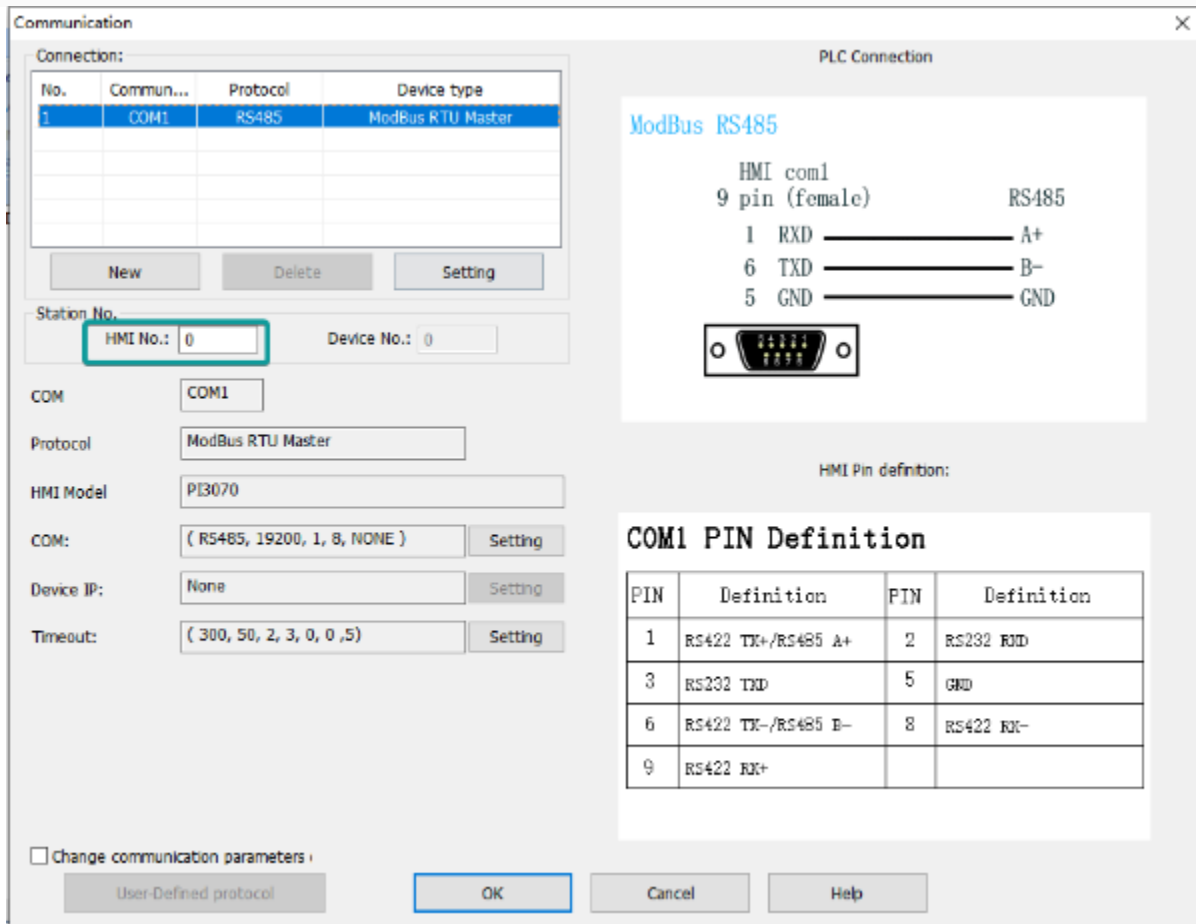 Communication
Connection:
No. Commun... Protocol Device type
1 COM1 RS485 ModBus RTU Master
New Delete Setting
Station No.
HMI No.: 0 Device No.: 0
COM COM1
Protocol ModBus RTU Master
HMI Model PI3070
COM: ( RS485, 19200, 1, 8, NONE ) Setting
Device IP: None Setting
Timeout: ( 300, 50, 2, 3, 0, 0 ,5) Setting
Change communication parameters
User-Defined protocol OK Cancel Help
PLC Connection
ModBus RS485
HMI com1
9 pin (female) RS485
1 RXD A+
6 TXD B-
5 GND GND
HMI Pin definition:
COM1 PIN Definition
PIN Definition PIN Definition
1 RS422 TX+/RS485 A+ 2 RS232 RXD
3 RS232 TXD 5 GND
6 RS422 TX-/RS485 B- 8 RS422 RX-
9 RS422 RX+